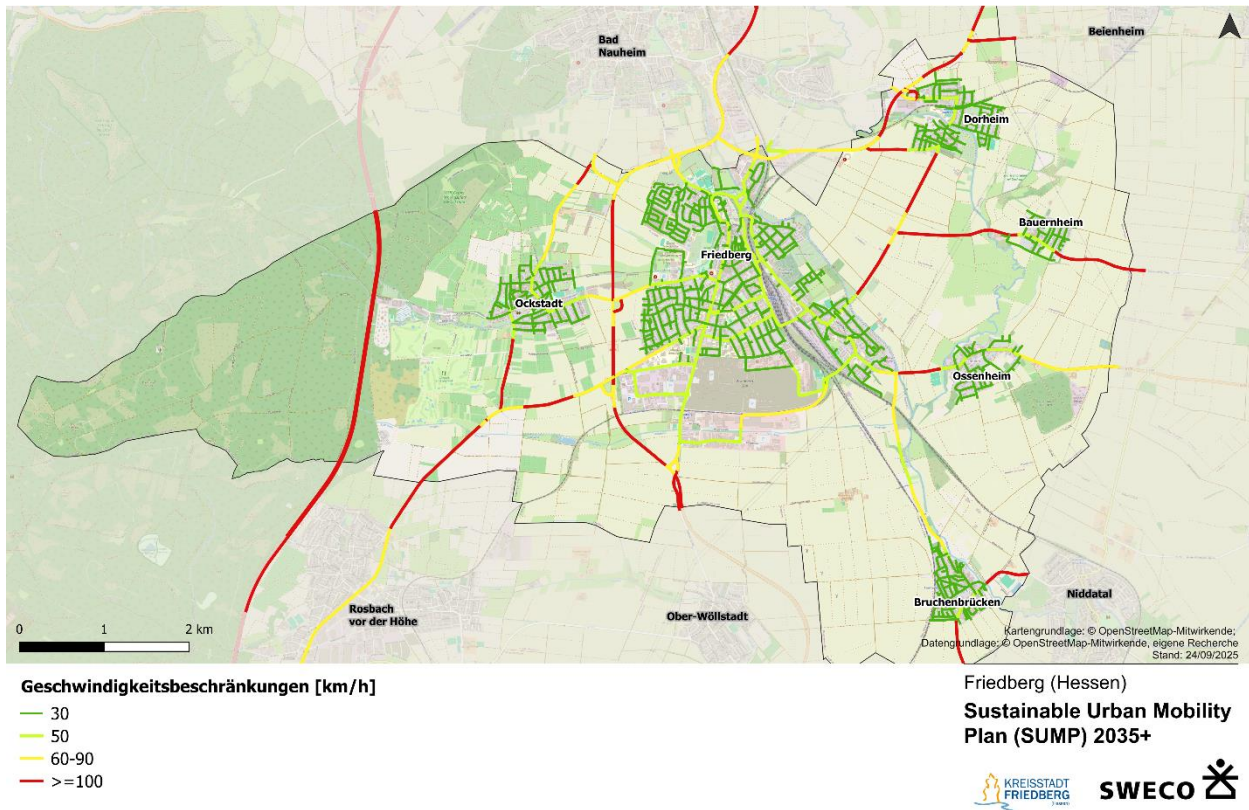 Bad
Nauheim
Beienheim
Dorheim
Bauernheim
Friedberg
Ockstadt
Ossenheim
Bruchenbrücken
Niddatal
Rosbach
vor der Höhe
Ober-Wöllstadt
0 1 2 km
Kartengrundlage: © OpenStreetMap-Mitwirkende;
Datengrundlage: © OpenStreetMap-Mitwirkende, eigene Recherche
Stand: 24/09/2025
Geschwindigkeitsbeschränkungen [km/h]
30
50
60-90
>=100
Friedberg (Hessen)
Sustainable Urban Mobility
Plan (SUMP) 2035+
KREISSTADT
FRIEDBERG
SWECO